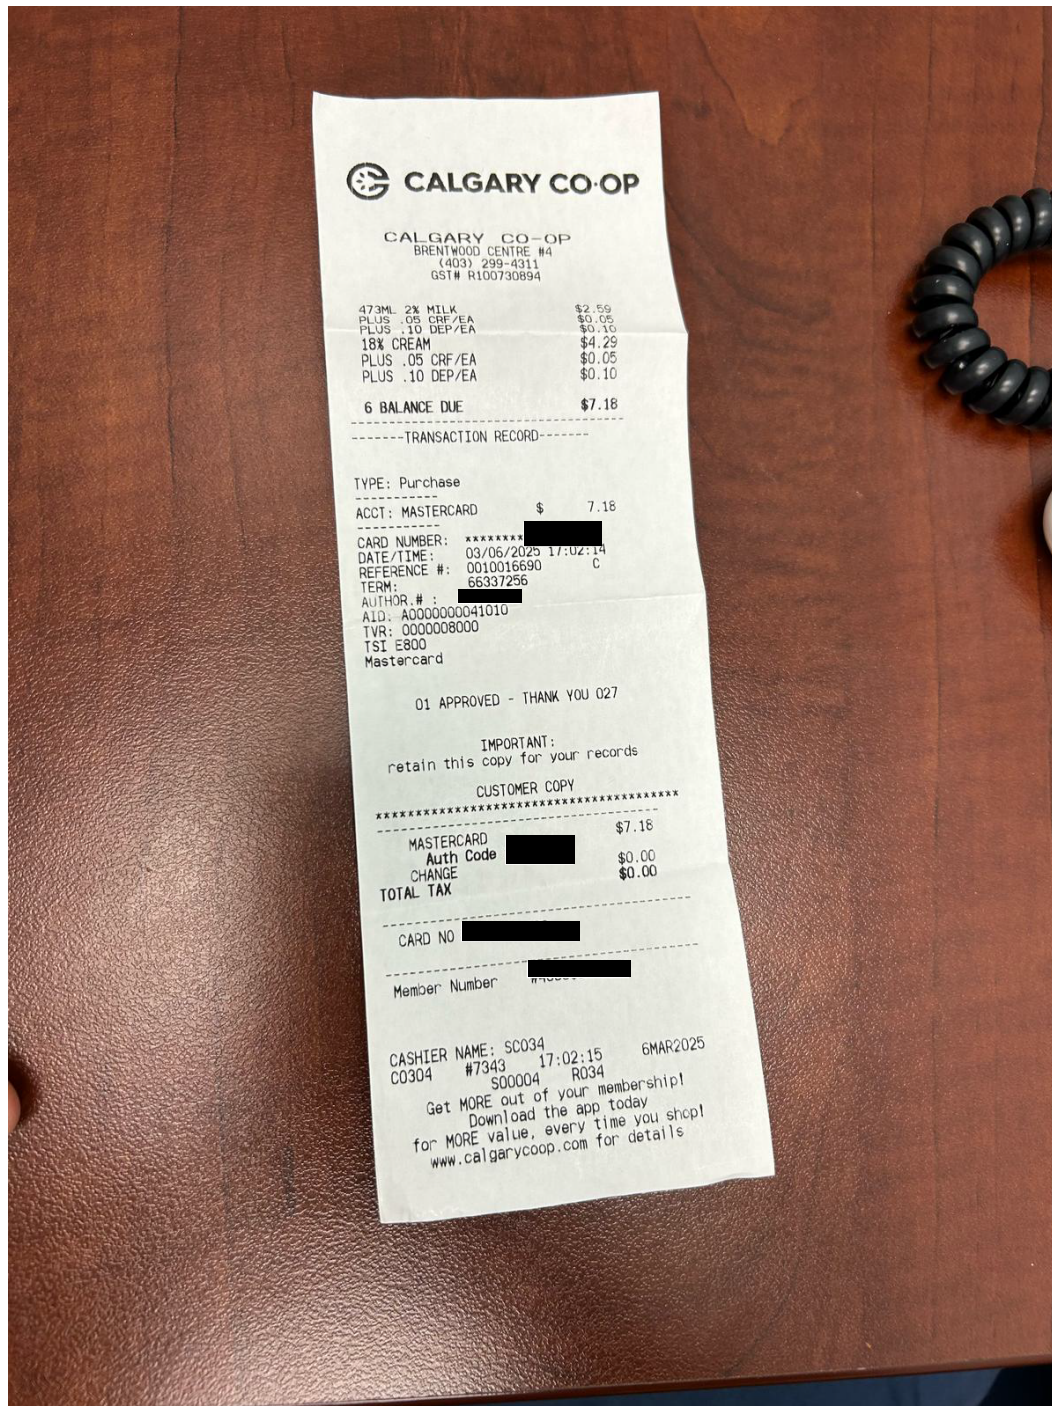 CALGARY CO·OP
CALGARY CO-OP
BRENTWOOD CENTRE #4
(403) 299-4311
GST# R100730894
473ML 2% MILK $2.59
PLUS .05 CRF/EA $0.05
PLUS .10 DEP/EA $0.10
18% CREAM $4.29
PLUS .05 CRF/EA $0.05
PLUS .10 DEP/EA $0.10
6 BALANCE DUE $7.18
-------TRANSACTION RECORD-------
TYPE: Purchase
ACCT: MASTERCARD $ 7.18
CARD NUMBER: ********
DATE/TIME: 03/06/2025 17:02:14
REFERENCE #: 0010016690 C
TERM: 66337256
AUTHOR.# :
AID: A0000000041010
TVR: 0000008000
TSI E800
Mastercard
01 APPROVED - THANK YOU 027
IMPORTANT:
retain this copy for your records
CUSTOMER COPY
MASTERCARD $7.18
Auth Code
CHANGE $0.00
TOTAL TAX $0.00
CARD NO
Member Number
CASHIER NAME: SCO34
C0304 #7343 17:02:15 6MAR2025
S00004 R034
Get MORE out of your membership!
Download the app today
for MORE value, every time you shop!
www.calgarycoop.com for details